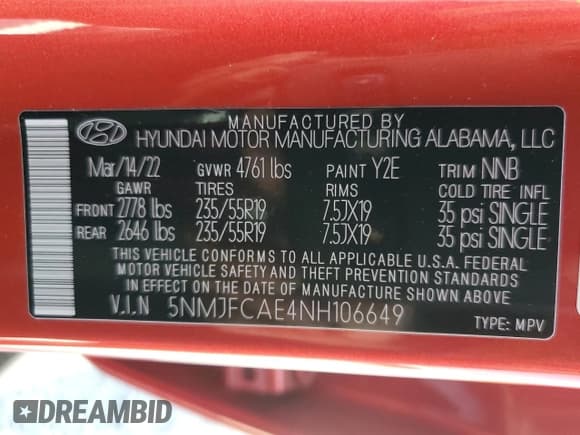 MANUFACTURED BY
HYUNDAI MOTOR MANUFACTURING ALABAMA, LLC
Mar/14/22 GVWR 4761 lbs PAINT Y2E TRIM NNB
GAWR TIRES RIMS COLD TIRE INFL
FRONT 2778 lbs 235/55R19 7.5JX19 35 psi SINGLE
REAR 2646 lbs 235/55R19 7.5JX19 35 psi SINGLE
THIS VEHICLE CONFORMS TO ALL APPLICABLE U.S.A. FEDERAL
MOTOR VEHICLE SAFETY AND THEFT PREVENTION STANDARDS
IN EFFECT ON THE DATE OF MANUFACTURE SHOWN ABOVE.
V.I.N 5NMJFCAE4NH106649 TYPE: MPV
DREAMBID